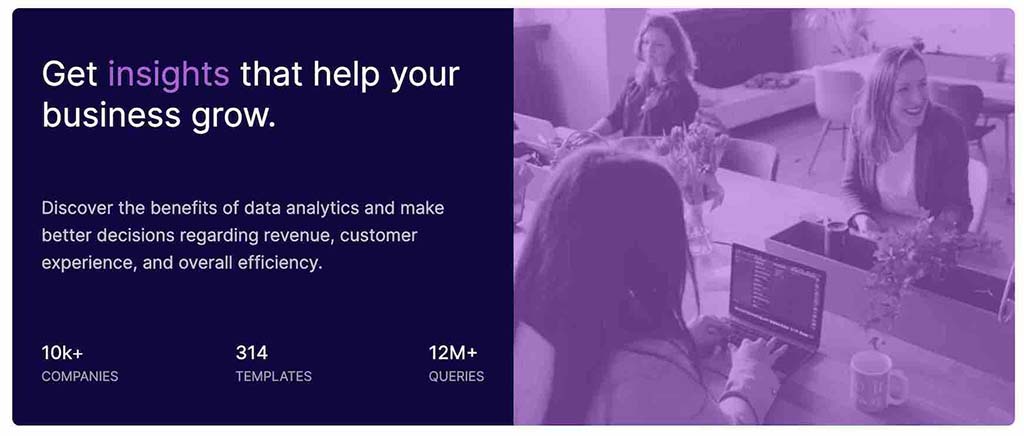 Get insights that help your
business grow.
Discover the benefits of data analytics and make
better decisions regarding revenue, customer
experience, and overall efficiency.
10k+
COMPANIES
314
TEMPLATES
12M+
QUERIES